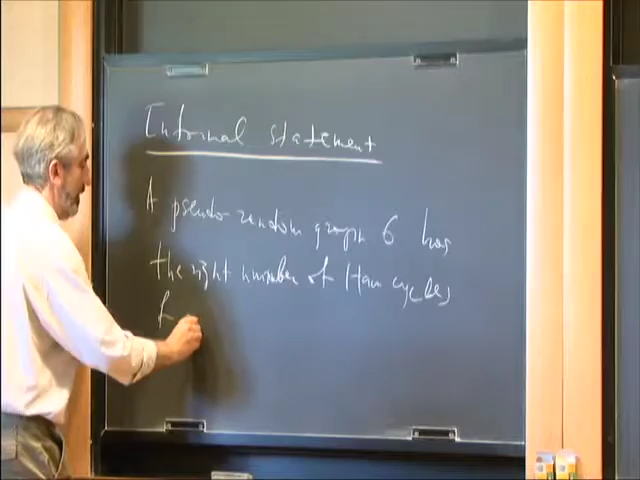 Informal statement
A pseudo-random graph G has
the right number of Ham cycles
f